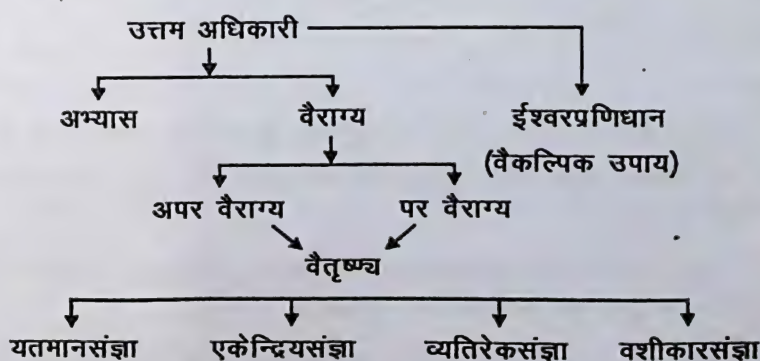 उत्तम अधिकारी
अभ्यास वैराग्य ईश्वरप्रणिधान
(वैकल्पिक उपाय)
अपर वैराग्य पर वैराग्य
वैतृष्ण्य
यतमानसंज्ञा एकेन्द्रियसंज्ञा व्यतिरेकसंज्ञा वशीकारसंज्ञा